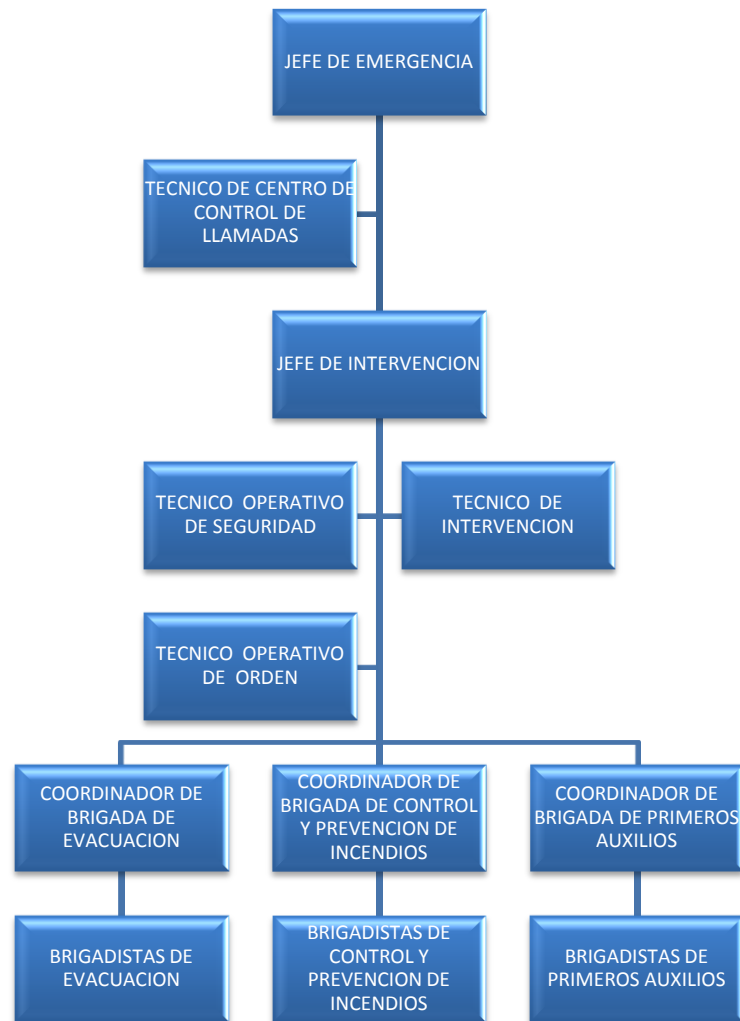 JEFE DE EMERGENCIA
TECNICO DE CENTRO DE
CONTROL DE
LLAMADAS
JEFE DE INTERVENCION
TECNICO OPERATIVO
DE SEGURIDAD
TECNICO DE
INTERVENCION
TECNICO OPERATIVO
DE ORDEN
COORDINADOR DE
BRIGADA DE
EVACUACION
COORDINADOR DE
BRIGADA DE CONTROL
Y PREVENCION DE
INCENDIOS
COORDINADOR DE
BRIGADA DE PRIMEROS
AUXILIOS
BRIGADISTAS DE
EVACUACION
BRIGADISTAS DE
CONTROL Y
PREVENCION DE
INCENDIOS
BRIGADISTAS DE
PRIMEROS AUXILIOS